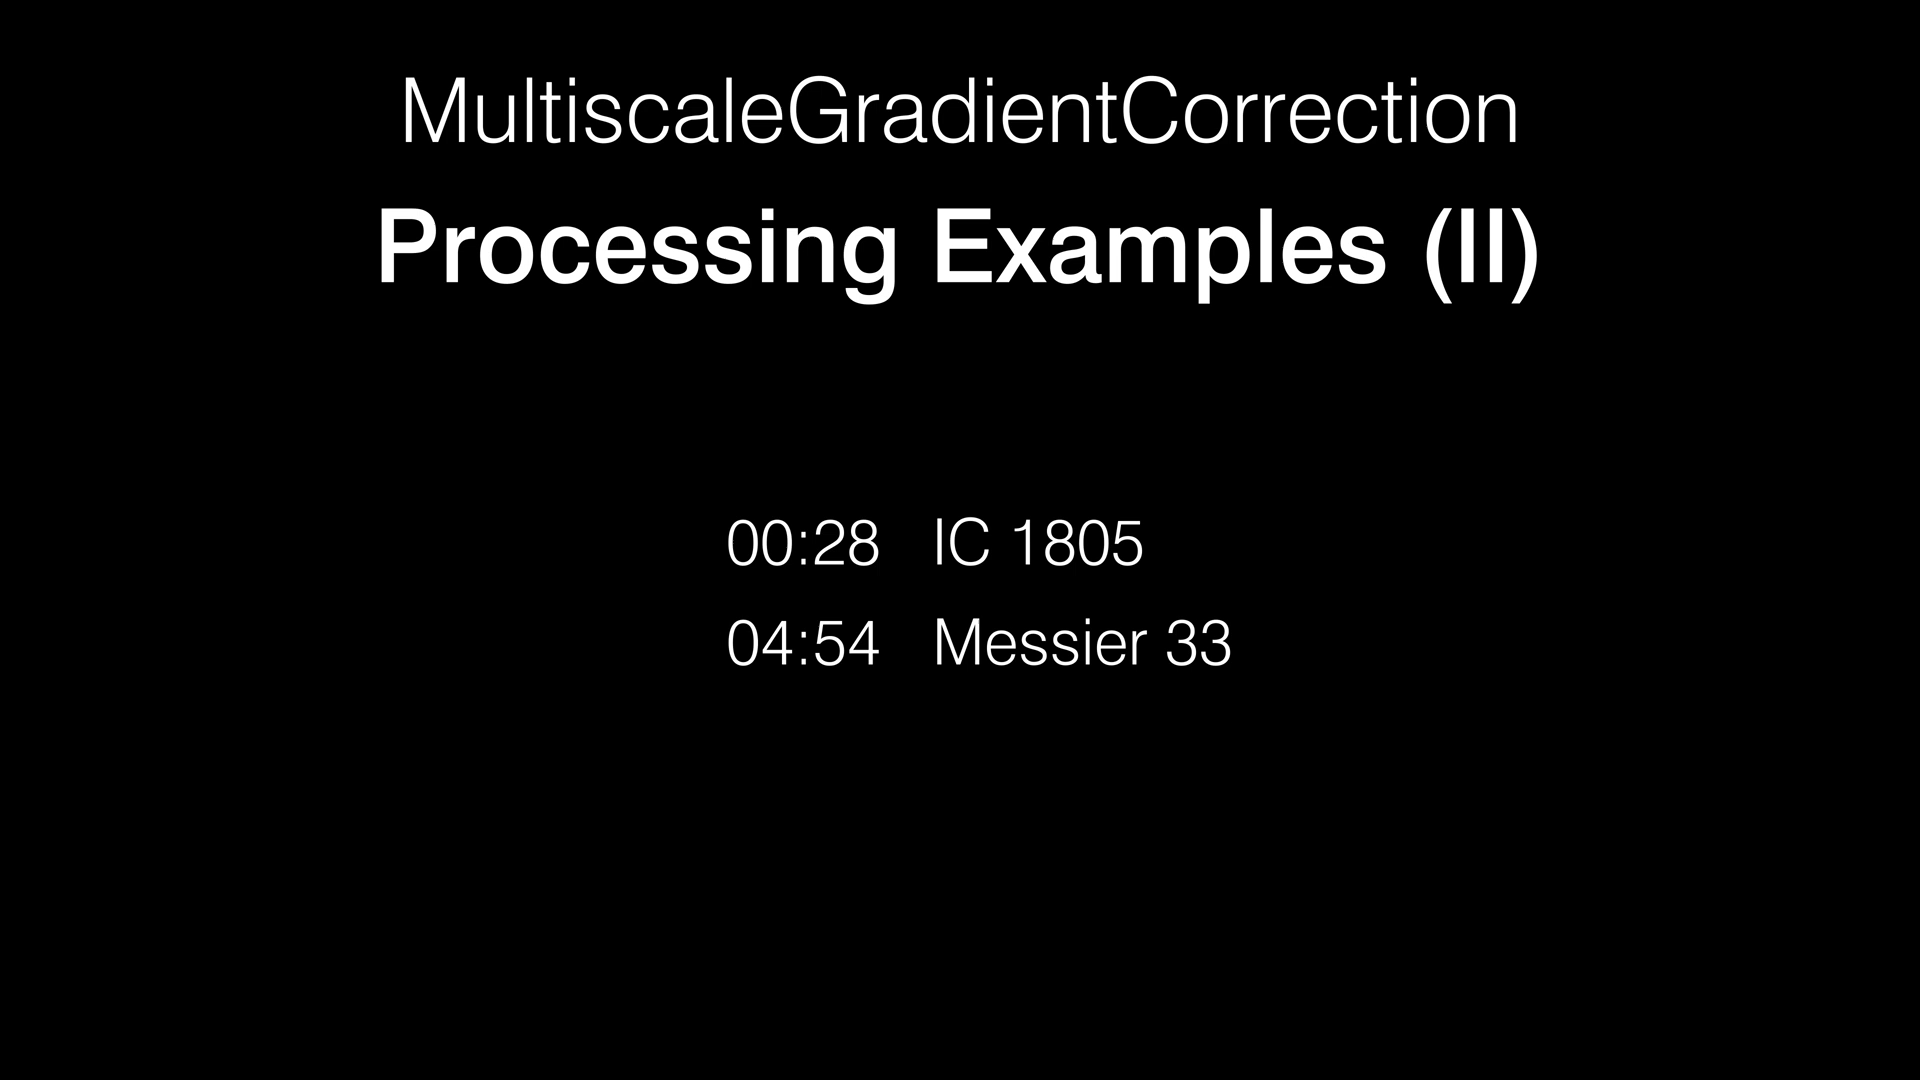 MultiscaleGradientCorrection
Processing Examples (II)
00:28 IC 1805
04:54 Messier 33